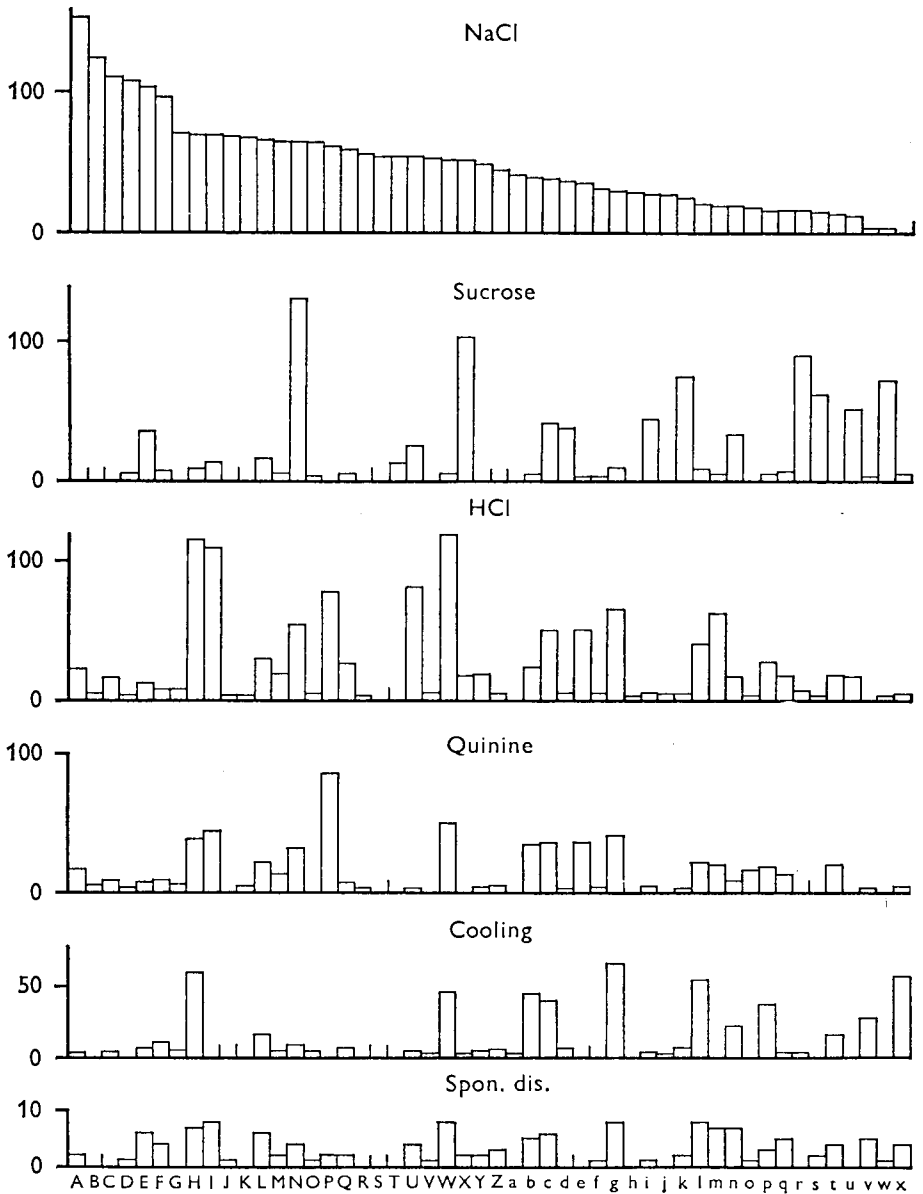 NaCl
100
0
Sucrose
100
0
HCl
100
0
Quinine
100
0
Cooling
50
0
Spon. dis.
10
0
A B C D E F G H I J K L M N O P Q R S T U V W X Y Z a b c d e f g h i j k l m n o p q r s t u v w x